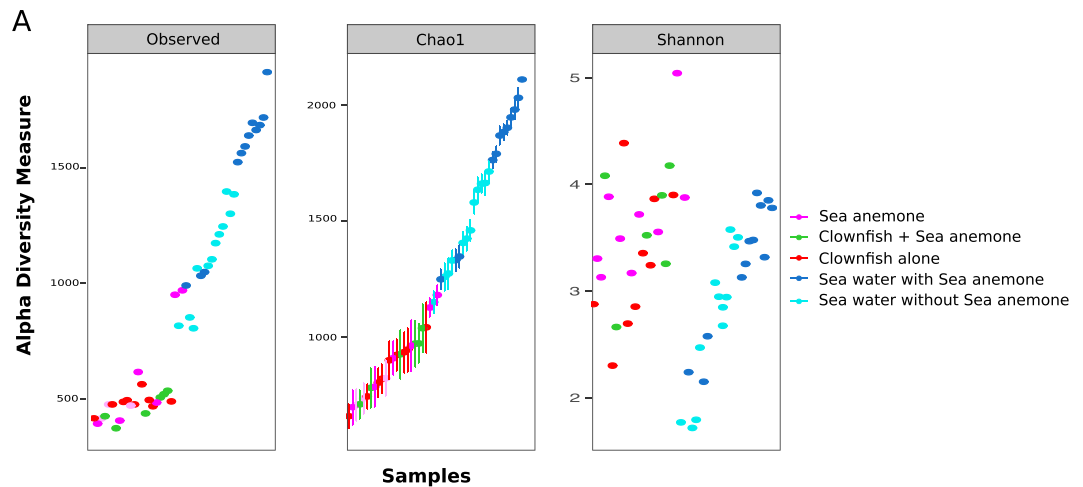 A
Observed
Chao1
Shannon
Alpha Diversity Measure
500
1000
1500
1000
1500
2000
2
3
4
5
Samples
Sea anemone
Clownfish + Sea anemone
Clownfish alone
Sea water with Sea anemone
Sea water without Sea anemone